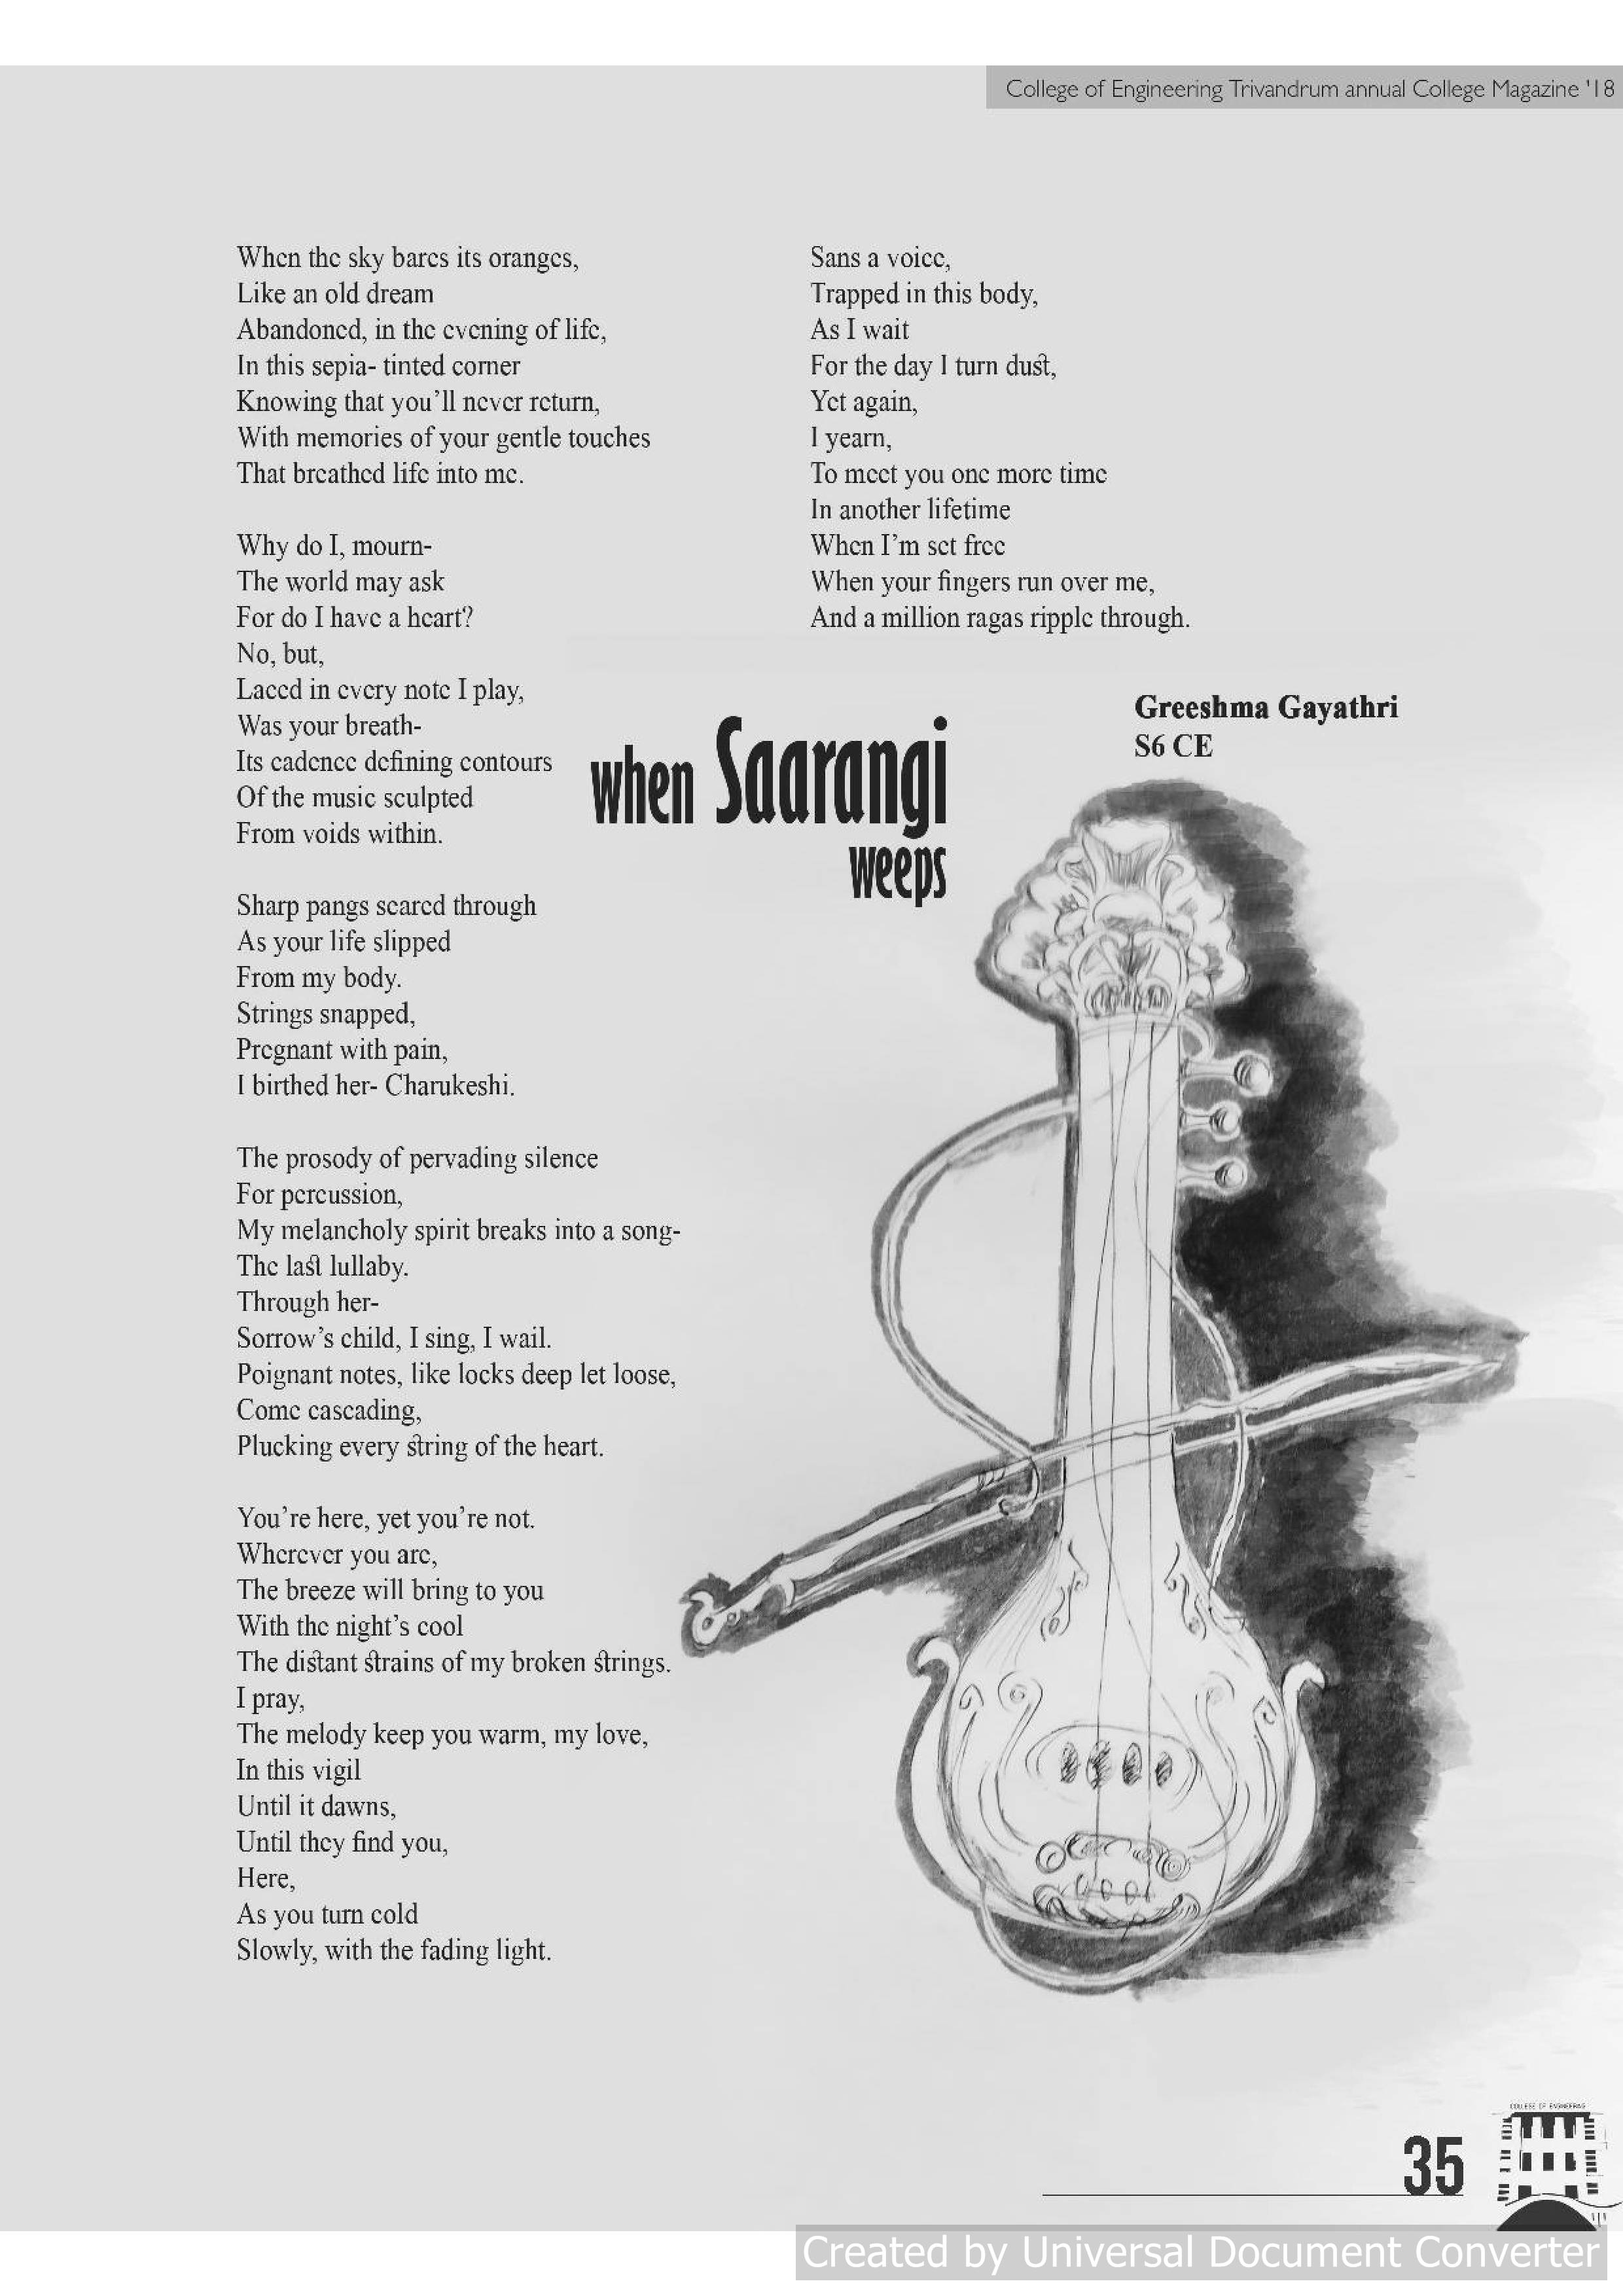 College of Engineering Trivandrum annual College Magazine '18
When the sky bares its oranges,
Like an old dream
Abandoned, in the evening of life,
In this sepia- tinted corner
Knowing that you'll never return,
With memories of your gentle touches
That breathed life into me.
Why do I, mourn-
The world may ask
For do I have a heart?
No, but,
Laced in every note I play,
Was your breath-
Its cadence defining contours
Of the music sculpted
From voids within.
Sharp pangs seared through
As your life slipped
From my body.
Strings snapped,
Pregnant with pain,
I birthed her- Charukeshi.
The prosody of pervading silence
For percussion,
My melancholy spirit breaks into a song-
The last lullaby.
Through her-
Sorrow's child, I sing, I wail.
Poignant notes, like locks deep let loose,
Come cascading,
Plucking every string of the heart.
You're here, yet you're not.
Wherever you are,
The breeze will bring to you
With the night's cool
The distant strains of my broken strings.
I pray,
The melody keep you warm, my love,
In this vigil
Until it dawns,
Until they find you,
Here,
As you turn cold
Slowly, with the fading light.
Sans a voice,
Trapped in this body,
As I wait
For the day I turn dust,
Yet again,
I yearn,
To meet you one more time
In another lifetime
When I'm set free
When your fingers run over me,
And a million ragas ripple through.
Greeshma Gayathri
S6 CE
when Saarangi
weeps
COLLEGE OF ENGINEERING
35
Created by Universal Document Converter